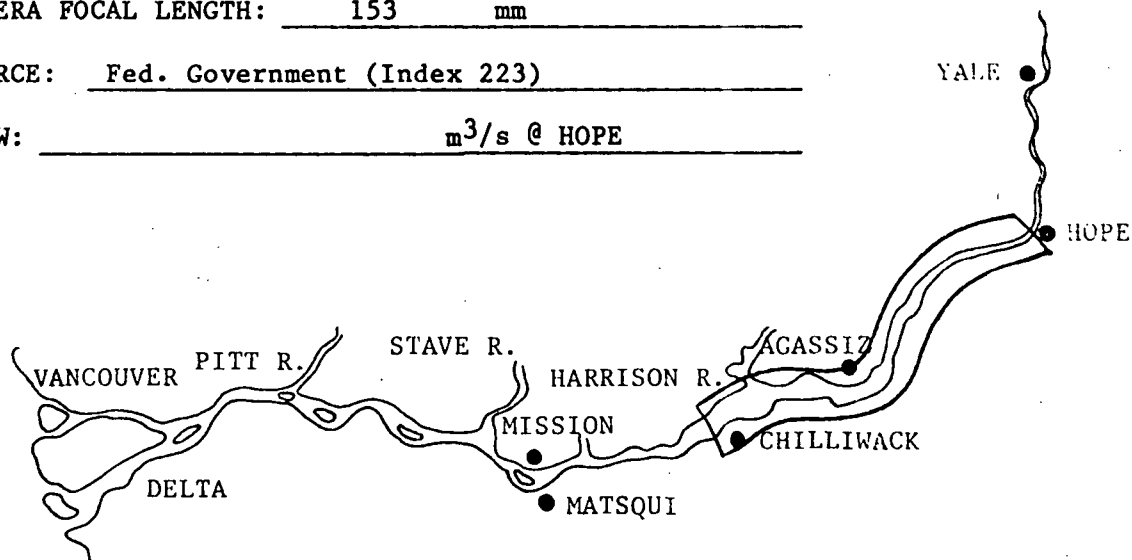 ERA FOCAL LENGTH: 153 mm
RCE: Fed. Government (Index 223)
W: m³/s @ HOPE
YALE
HOPE
AGASSIZ
STAVE R.
PITT R.
VANCOUVER
HARRISON R.
MISSION
CHILLIWACK
DELTA
MATSQUI